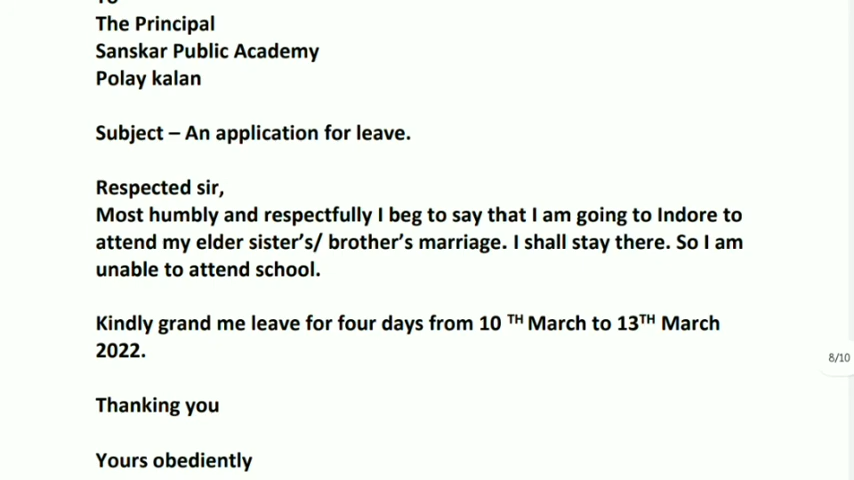 To
The Principal
Sanskar Public Academy
Polay kalan
Subject – An application for leave.
Respected sir,
Most humbly and respectfully I beg to say that I am going to Indore to
attend my elder sister's/ brother's marriage. I shall stay there. So I am
unable to attend school.
Kindly grand me leave for four days from 10 TH March to 13TH March
2022.
Thanking you
Yours obediently
8/10